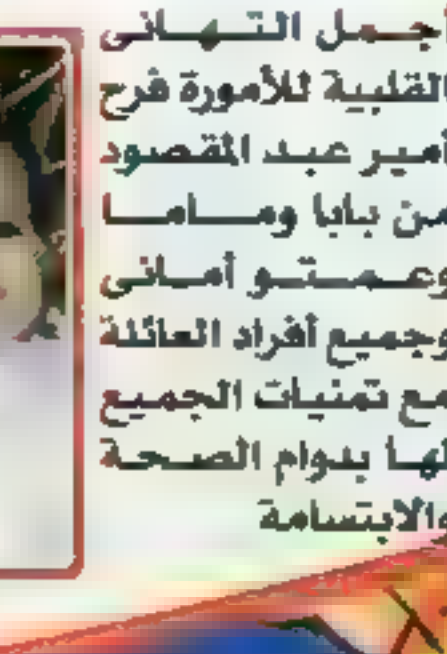 أجمل التهانى
القلبية للأمورة فرح
أمير عبد المقصود
من بابا وماما
وعمتو أمانى
وجميع أفراد العائلة
مع تمنيات الجميع
لها بدوام الصحة
والابتسامة